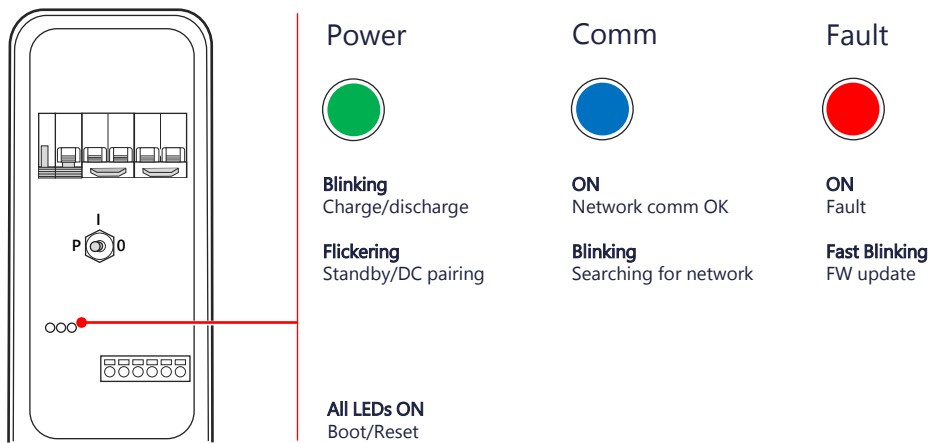 Power
Comm
Fault
Blinking
Charge/discharge
ON
Network comm OK
ON
Fault
Flickering
Standby/DC pairing
Blinking
Searching for network
Fast Blinking
FW update
I
P
0
All LEDs ON
Boot/Reset